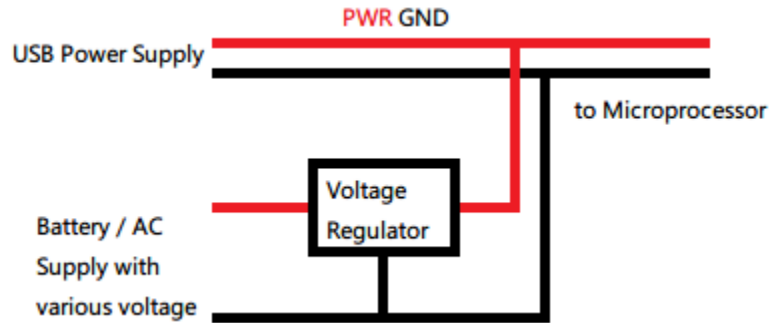 PWR GND
USB Power Supply
to Microprocessor
Voltage
Regulator
Battery / AC
Supply with
various voltage